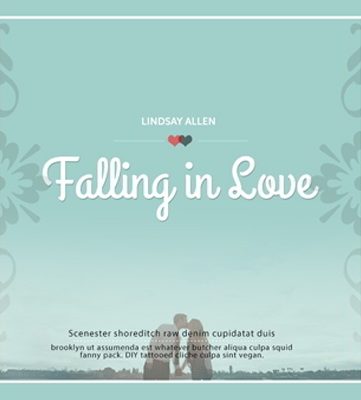 LINDSAY ALLEN
Falling in Love
Scenester shoreditch raw denim cupidatat duis
brooklyn ut assumenda est whatever butcher aliqua culpa squid
fanny pack. DIY tattooed cliche culpa sint vegan.